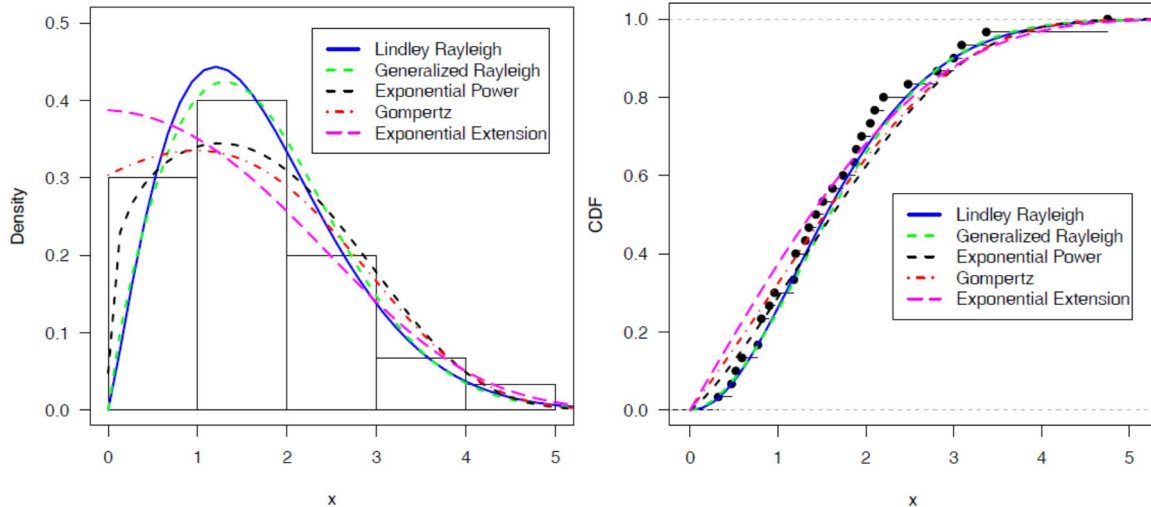 0.5
0.4
0.3
0.2
0.1
0.0
Density
0 1 2 3 4 5
x
Lindley Rayleigh
Generalized Rayleigh
Exponential Power
Gompertz
Exponential Extension
1.0
0.8
0.6
0.4
0.2
0.0
CDF
0 1 2 3 4 5
x
Lindley Rayleigh
Generalized Rayleigh
Exponential Power
Gompertz
Exponential Extension